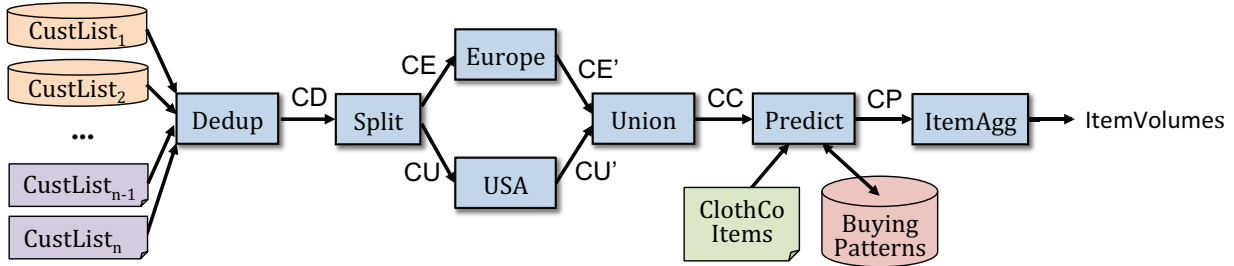 CustList₁
CustList₂
...
CustListₙ₋₁
CustListₙ
Dedup
CD
Split
CE
CU
Europe
USA
CE'
CU'
Union
CC
Predict
CP
ItemAgg
ItemVolumes
ClothCo
Items
Buying
Patterns